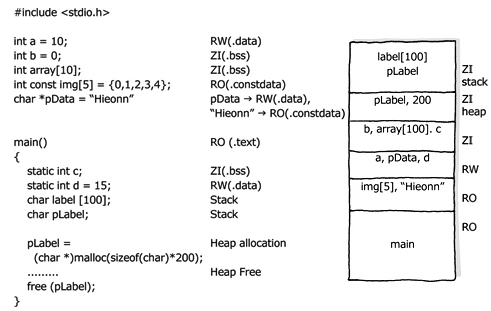 #include <stdio.h>
int a = 10; RW(.data)
int b = 0; ZI(.bss)
int array[10]; ZI(.bss)
int const img[5] = {0,1,2,3,4}; RO(.constdata)
char *pData = “Hieonn” pData → RW(.data),
“Hieonn” → RO(.constdata)
main() RO (.text)
{
static int c; ZI(.bss)
static int d = 15; RW(.data)
char label [100]; Stack
char pLabel; Stack
pLabel = Heap allocation
(char *)malloc(sizeof(char)*200);
......... Heap Free
free (pLabel);
}
label[100]
pLabel
ZI
stack
pLabel, 200
ZI
heap
b, array[100]. c
ZI
a, pData, d
RW
img[5], “Hieonn”
RO
RO
main